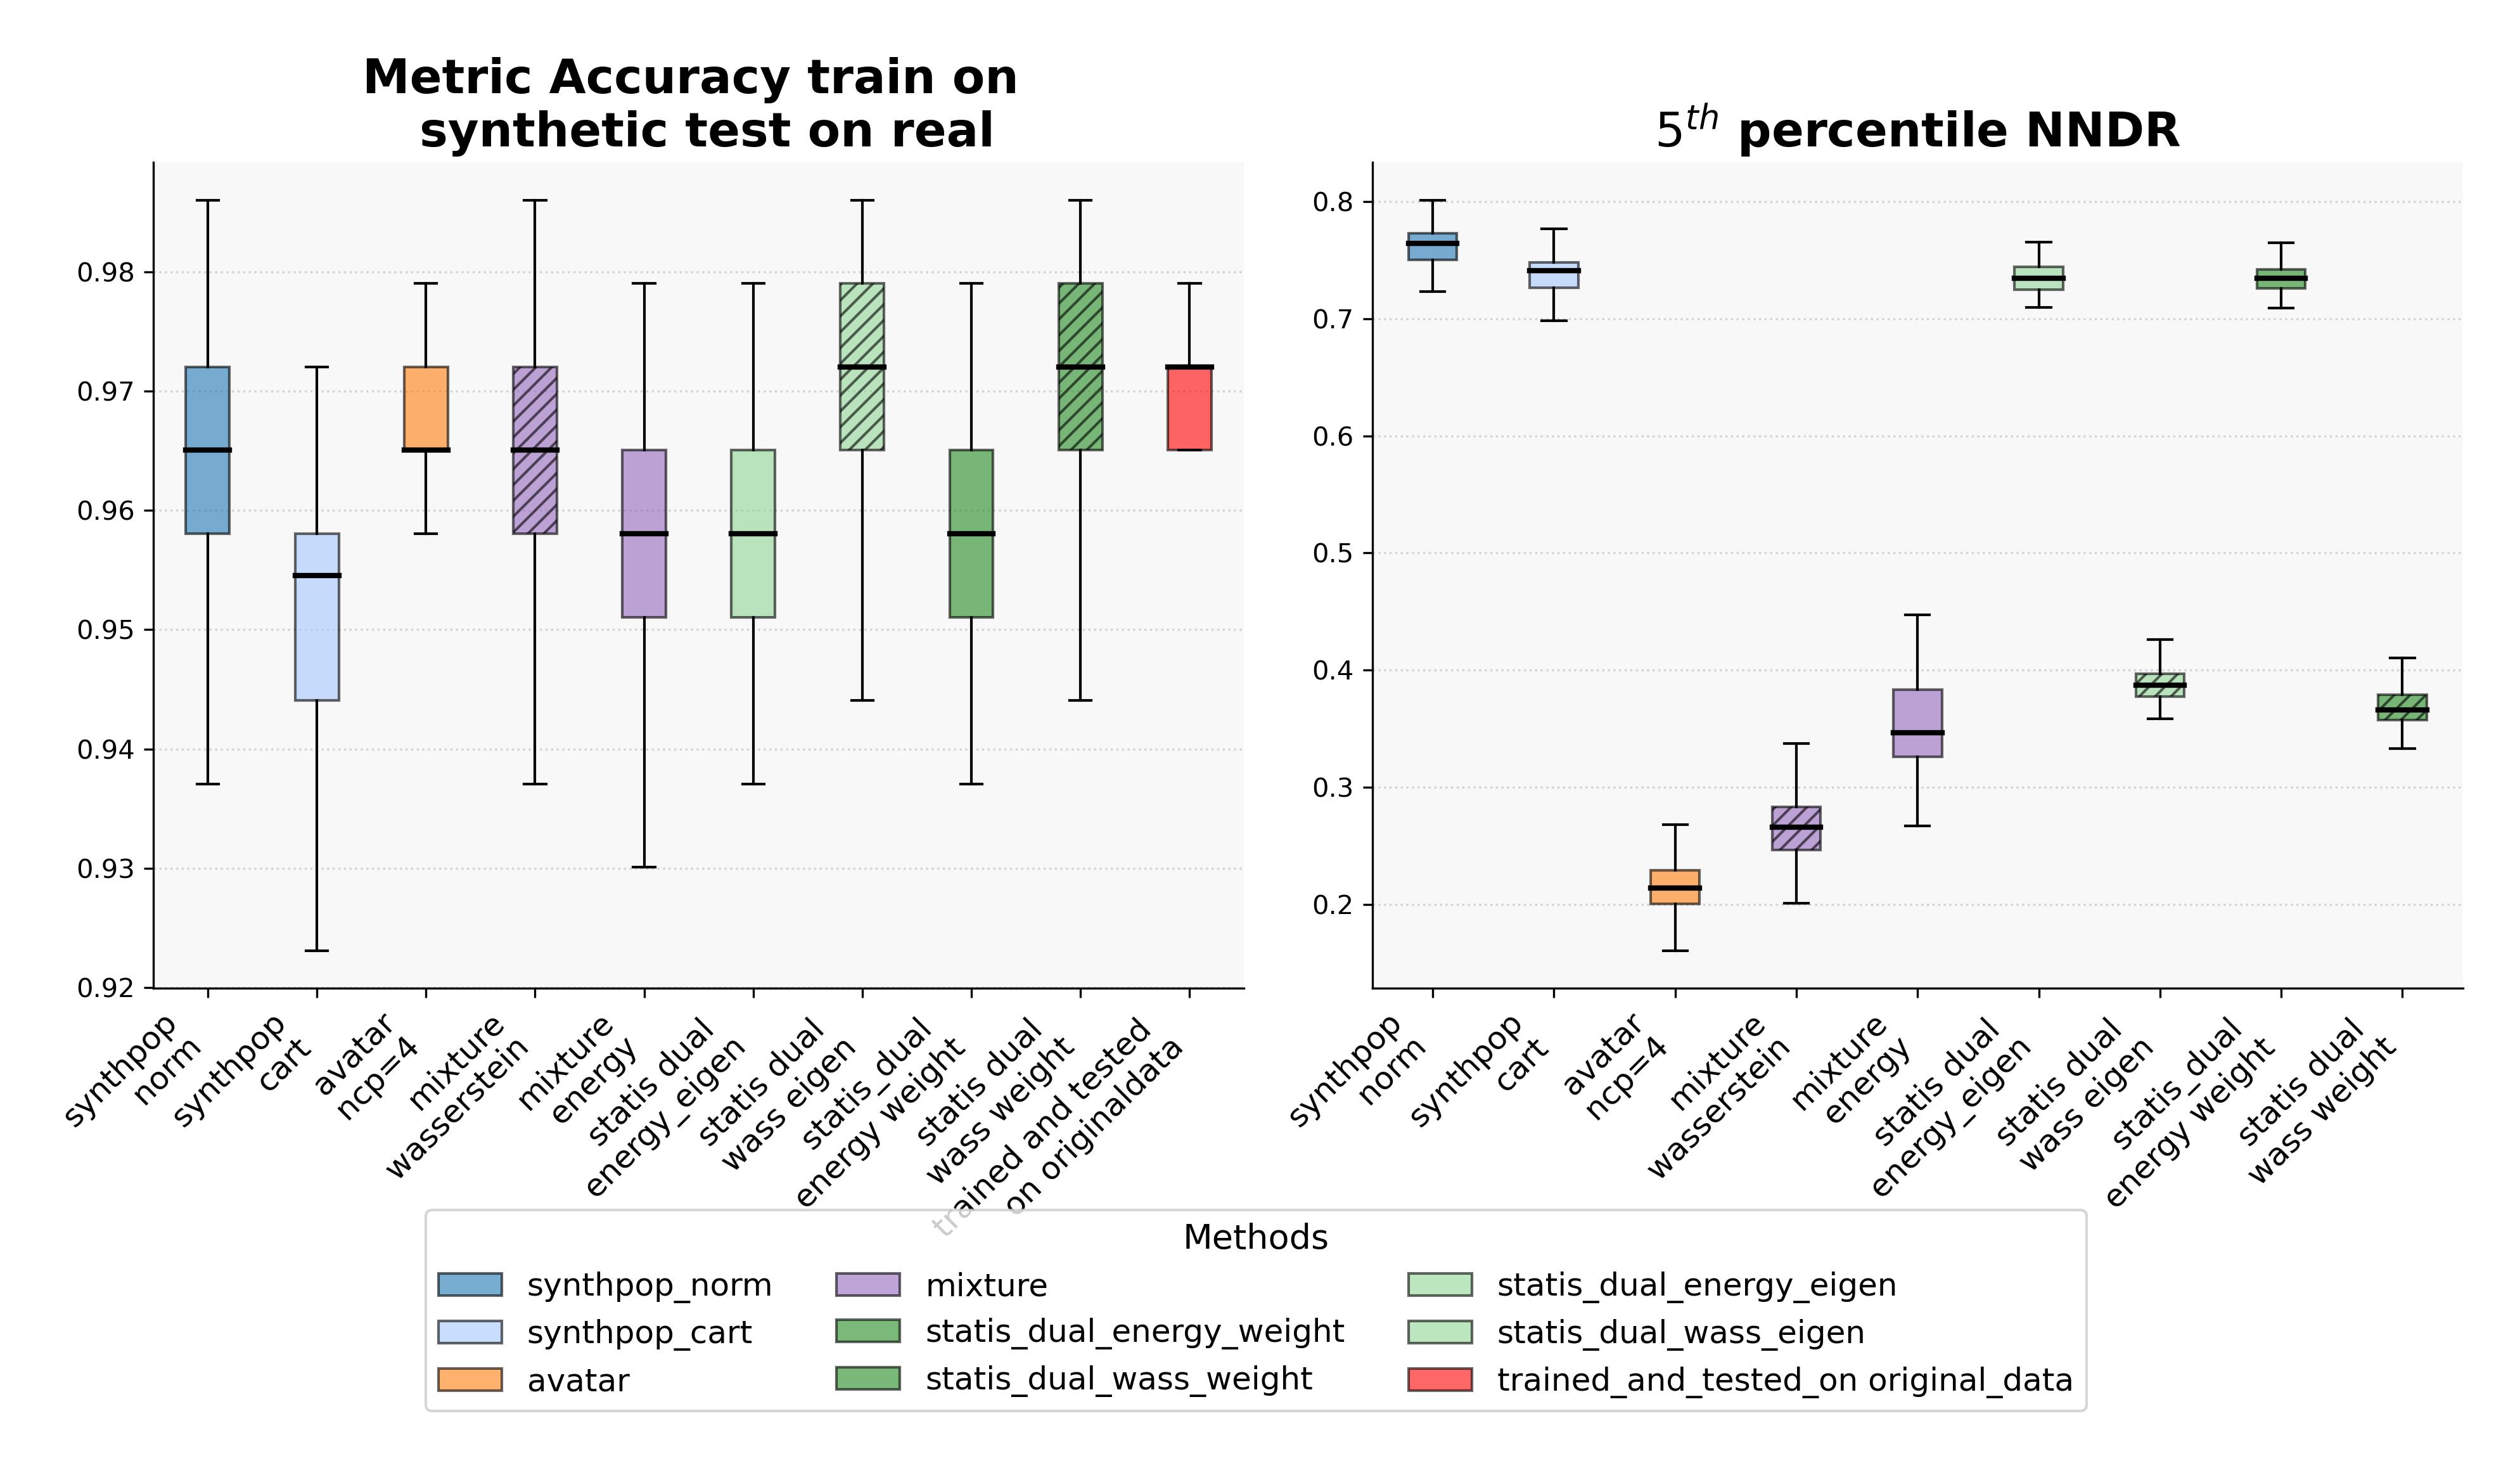 Metric Accuracy train on
synthetic test on real
0.98
0.97
0.96
0.95
0.94
0.93
0.92
synthpop
norm
synthpop
cart
avatar
ncp=4
mixture
wasserstein
mixture
energy
statis dual
energy_eigen
statis dual
wass eigen
statis_dual
energy weight
statis dual
wass weight
trained and tested
on originaldata
5th percentile NNDR
0.8
0.7
0.6
0.5
0.4
0.3
0.2
synthpop
norm
synthpop
cart
avatar
ncp=4
mixture
wasserstein
mixture
energy
statis dual
energy_eigen
statis dual
wass eigen
statis_dual
energy weight
statis dual
wass weight
Methods
synthpop_norm
synthpop_cart
avatar
mixture
statis_dual_energy_weight
statis_dual_wass_weight
statis_dual_energy_eigen
statis_dual_wass_eigen
trained_and_tested_on original_data